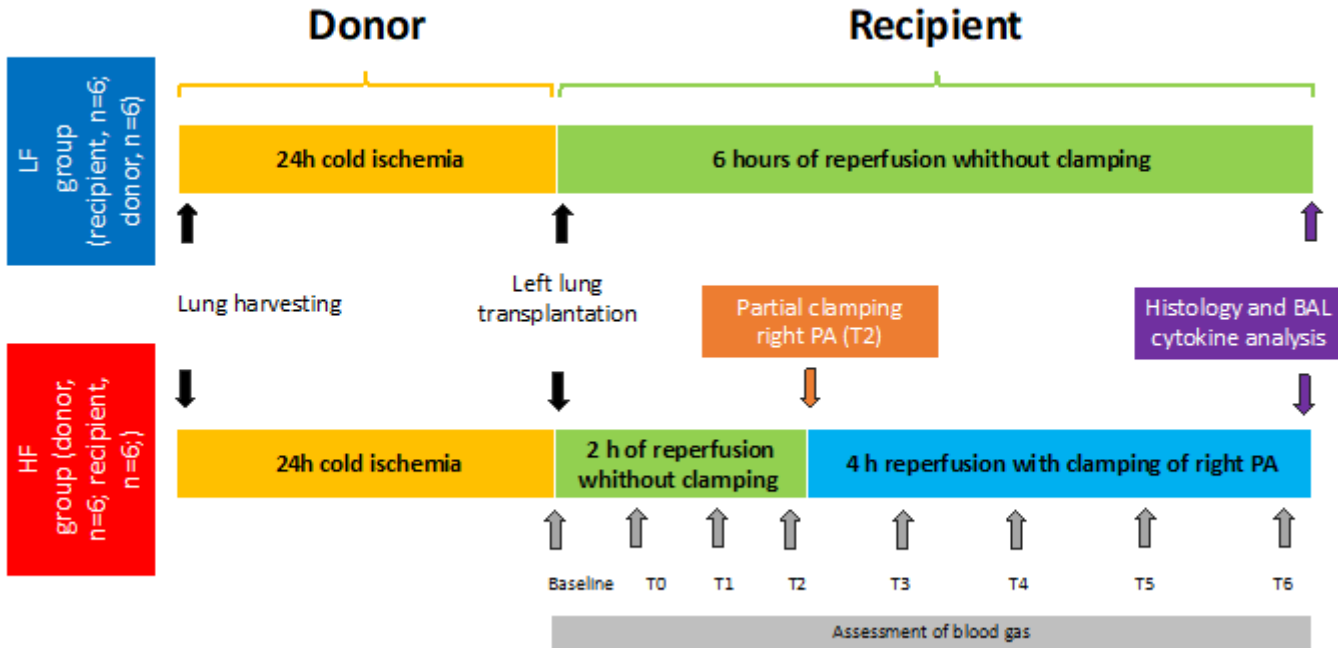 Donor
Recipient
LF
group
(recipient, n=6;
donor, n=6)
24h cold ischemia
6 hours of reperfusion whithout clamping
Lung harvesting
Left lung
transplantation
Partial clamping
right PA (T2)
Histology and BAL
cytokine analysis
HF
group (donor,
n=6; recipient,
n=6;)
24h cold ischemia
2 h of reperfusion
whithout clamping
4 h reperfusion with clamping of right PA
Baseline
T0
T1
T2
T3
T4
T5
T6
Assessment of blood gas